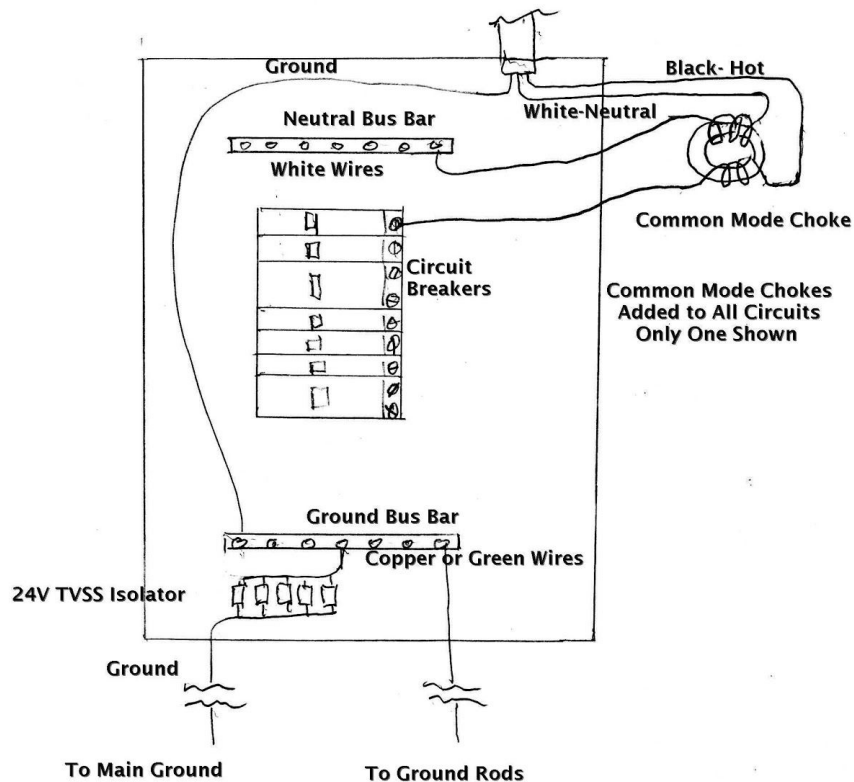 Ground
Black- Hot
White-Neutral
Neutral Bus Bar
White Wires
Common Mode Choke
Circuit
Breakers
Common Mode Chokes
Added to All Circuits
Only One Shown
Ground Bus Bar
Copper or Green Wires
24V TVSS Isolator
Ground
To Main Ground
To Ground Rods